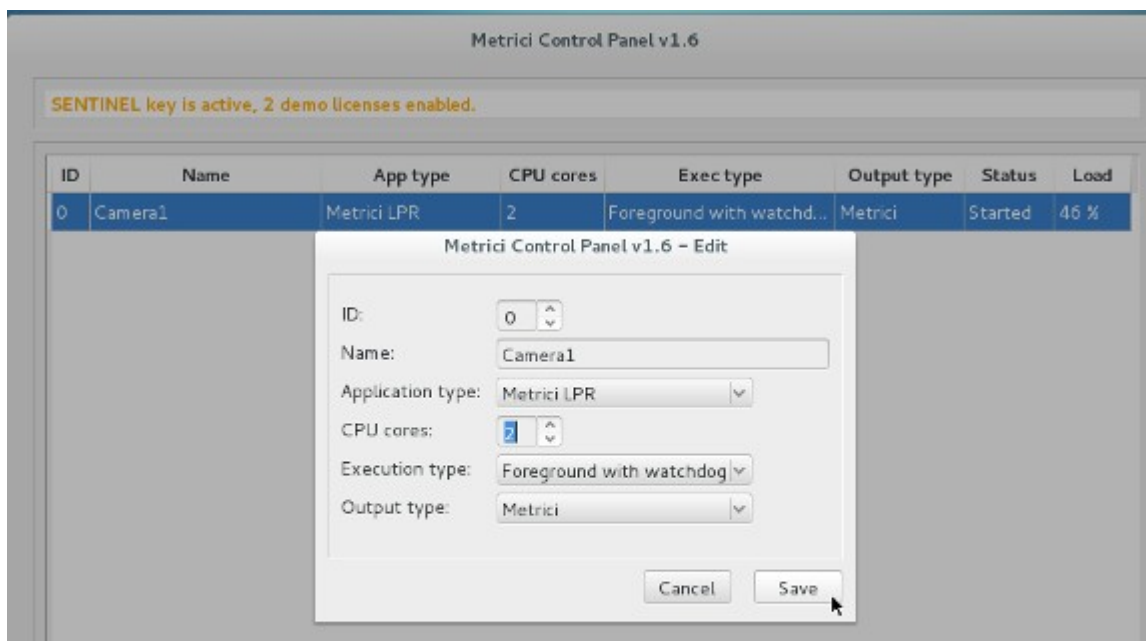 Metrici Control Panel v1.6
SENTINEL key is active, 2 demo licenses enabled.
ID Name App type CPU cores Exec type Output type Status Load
0 Camera1 Metrici LPR 2 Foreground with watchd... Metrici Started 46 %
Metrici Control Panel v1.6 - Edit
ID: 0
Name: Camera1
Application type: Metrici LPR
CPU cores: 2
Execution type: Foreground with watchdog
Output type: Metrici
Cancel Save